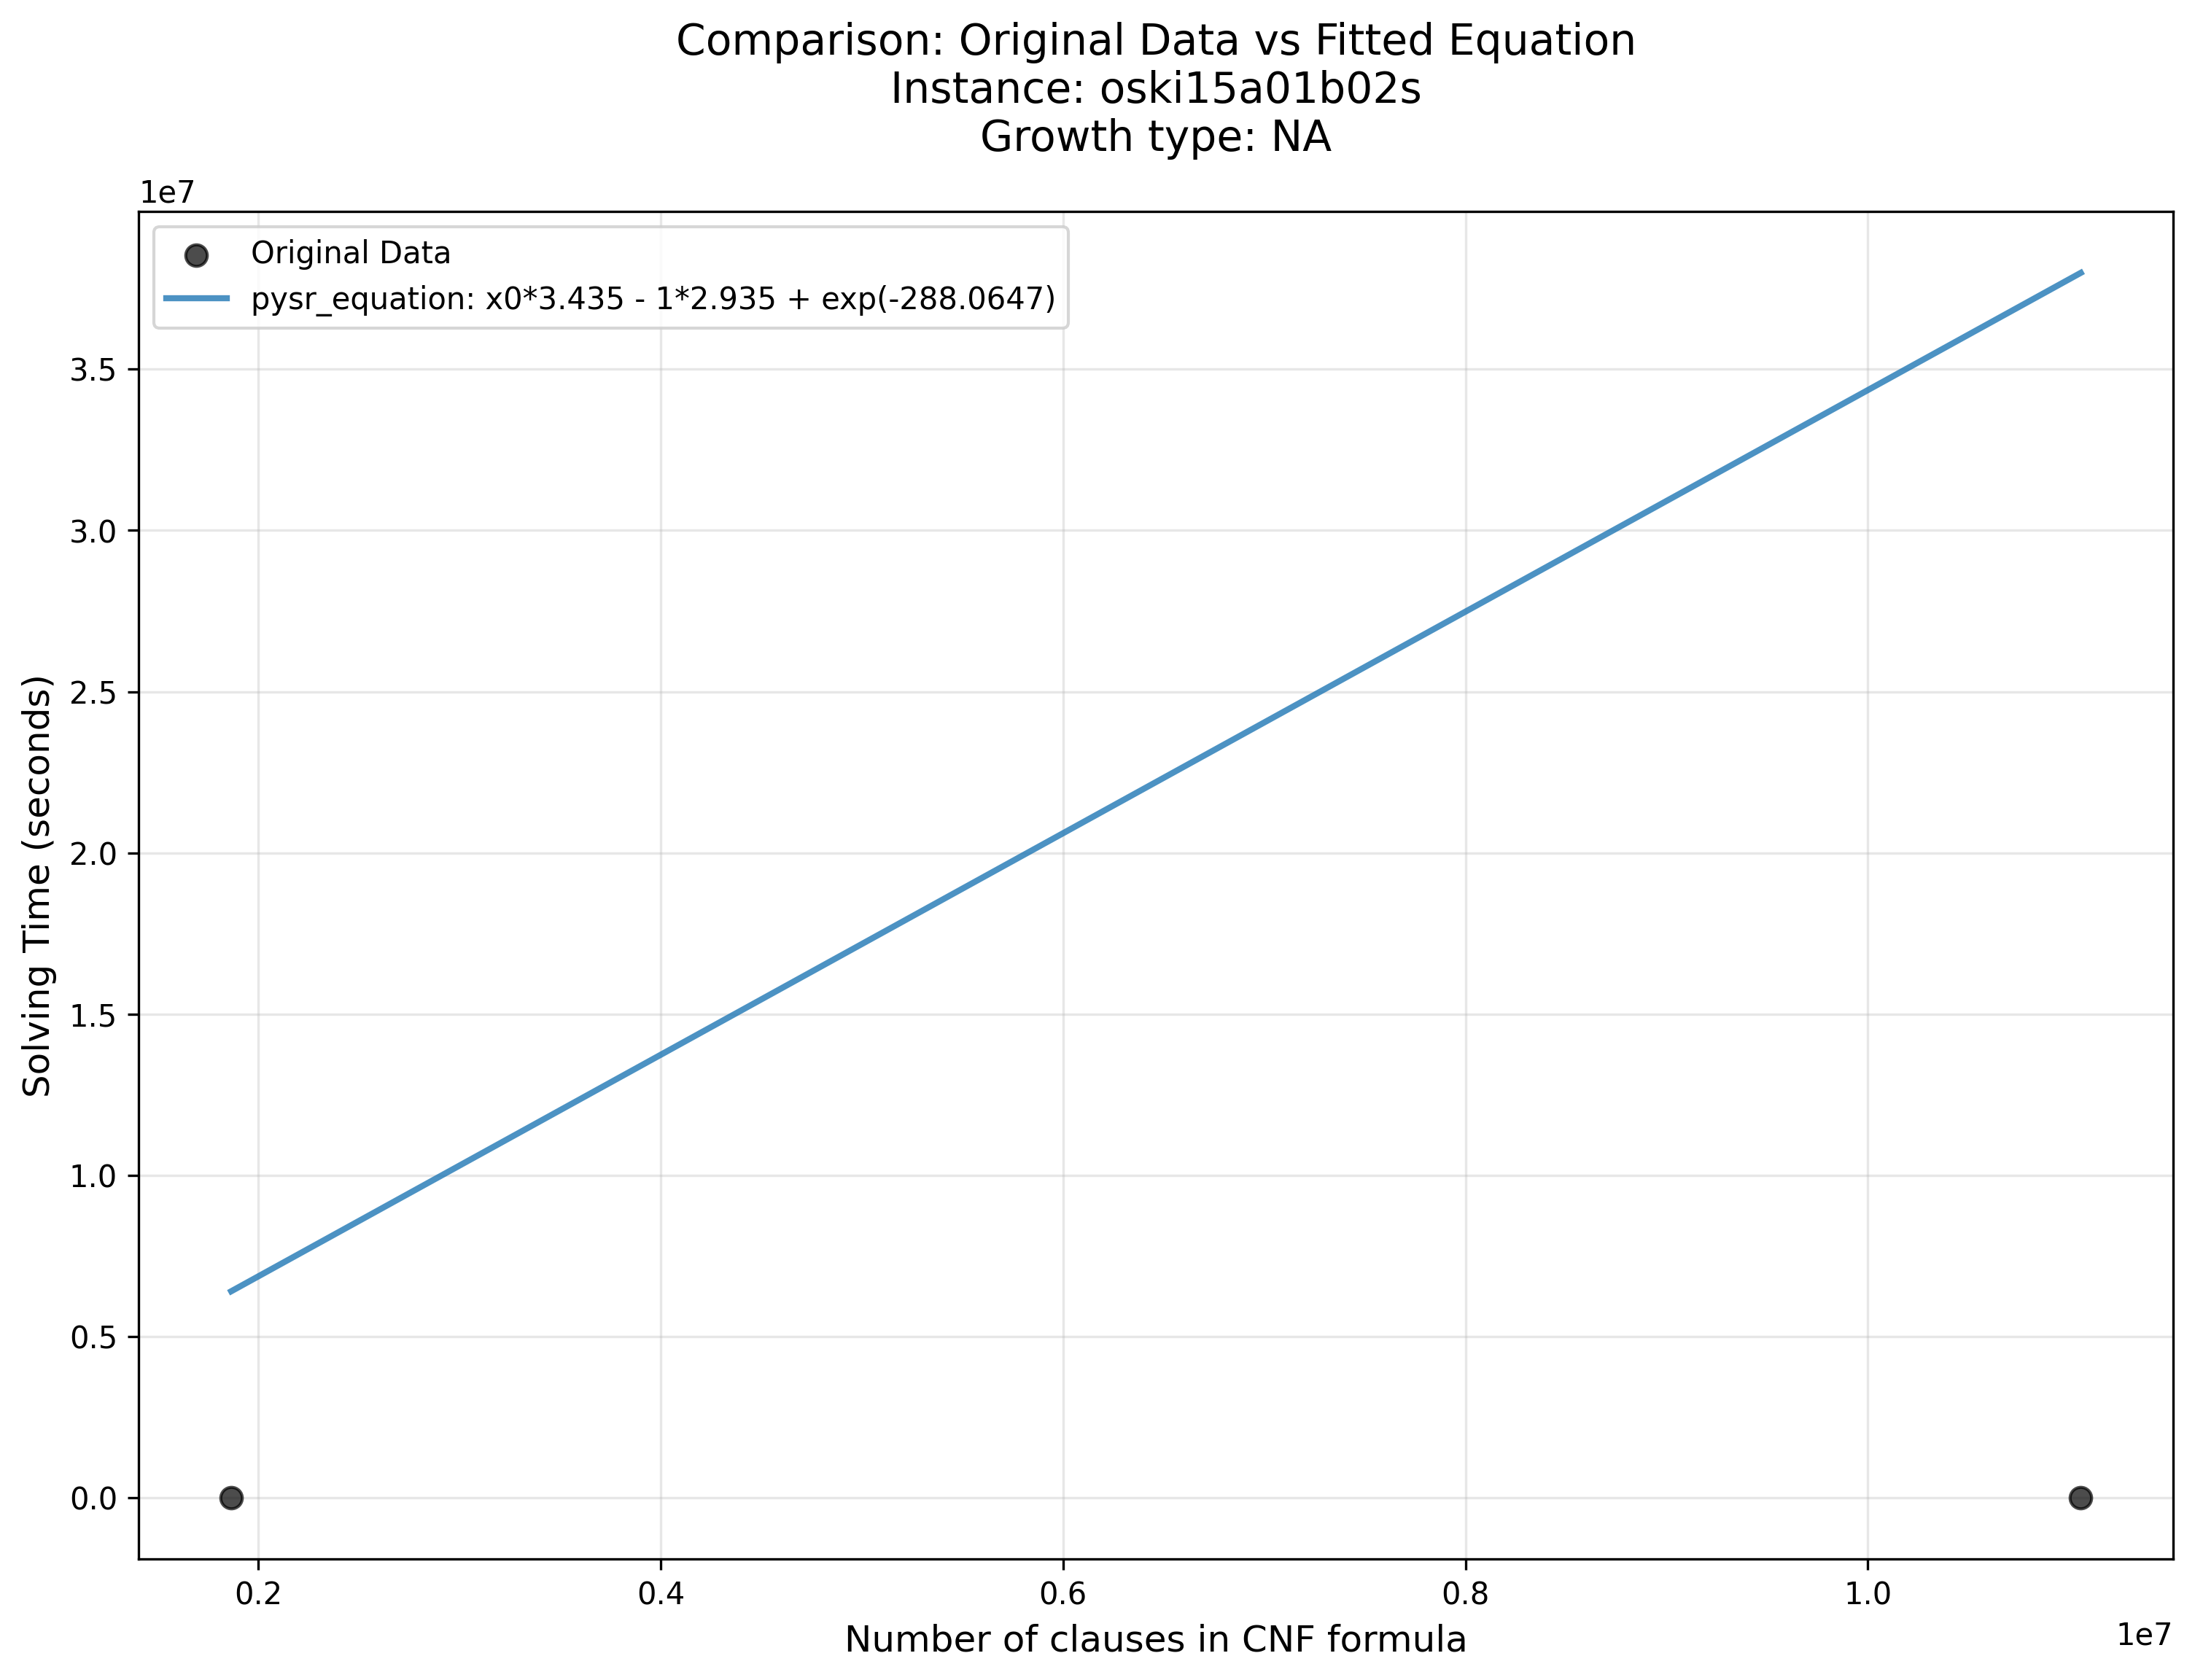 Comparison: Original Data vs Fitted Equation
Instance: oski15a01b02s
Growth type: NA
1e7
Original Data
pysr_equation: x0*3.435 - 1*2.935 + exp(-288.0647)
3.5
3.0
2.5
2.0
1.5
1.0
0.5
0.0
Solving Time (seconds)
0.2 0.4 0.6 0.8 1.0
Number of clauses in CNF formula
1e7